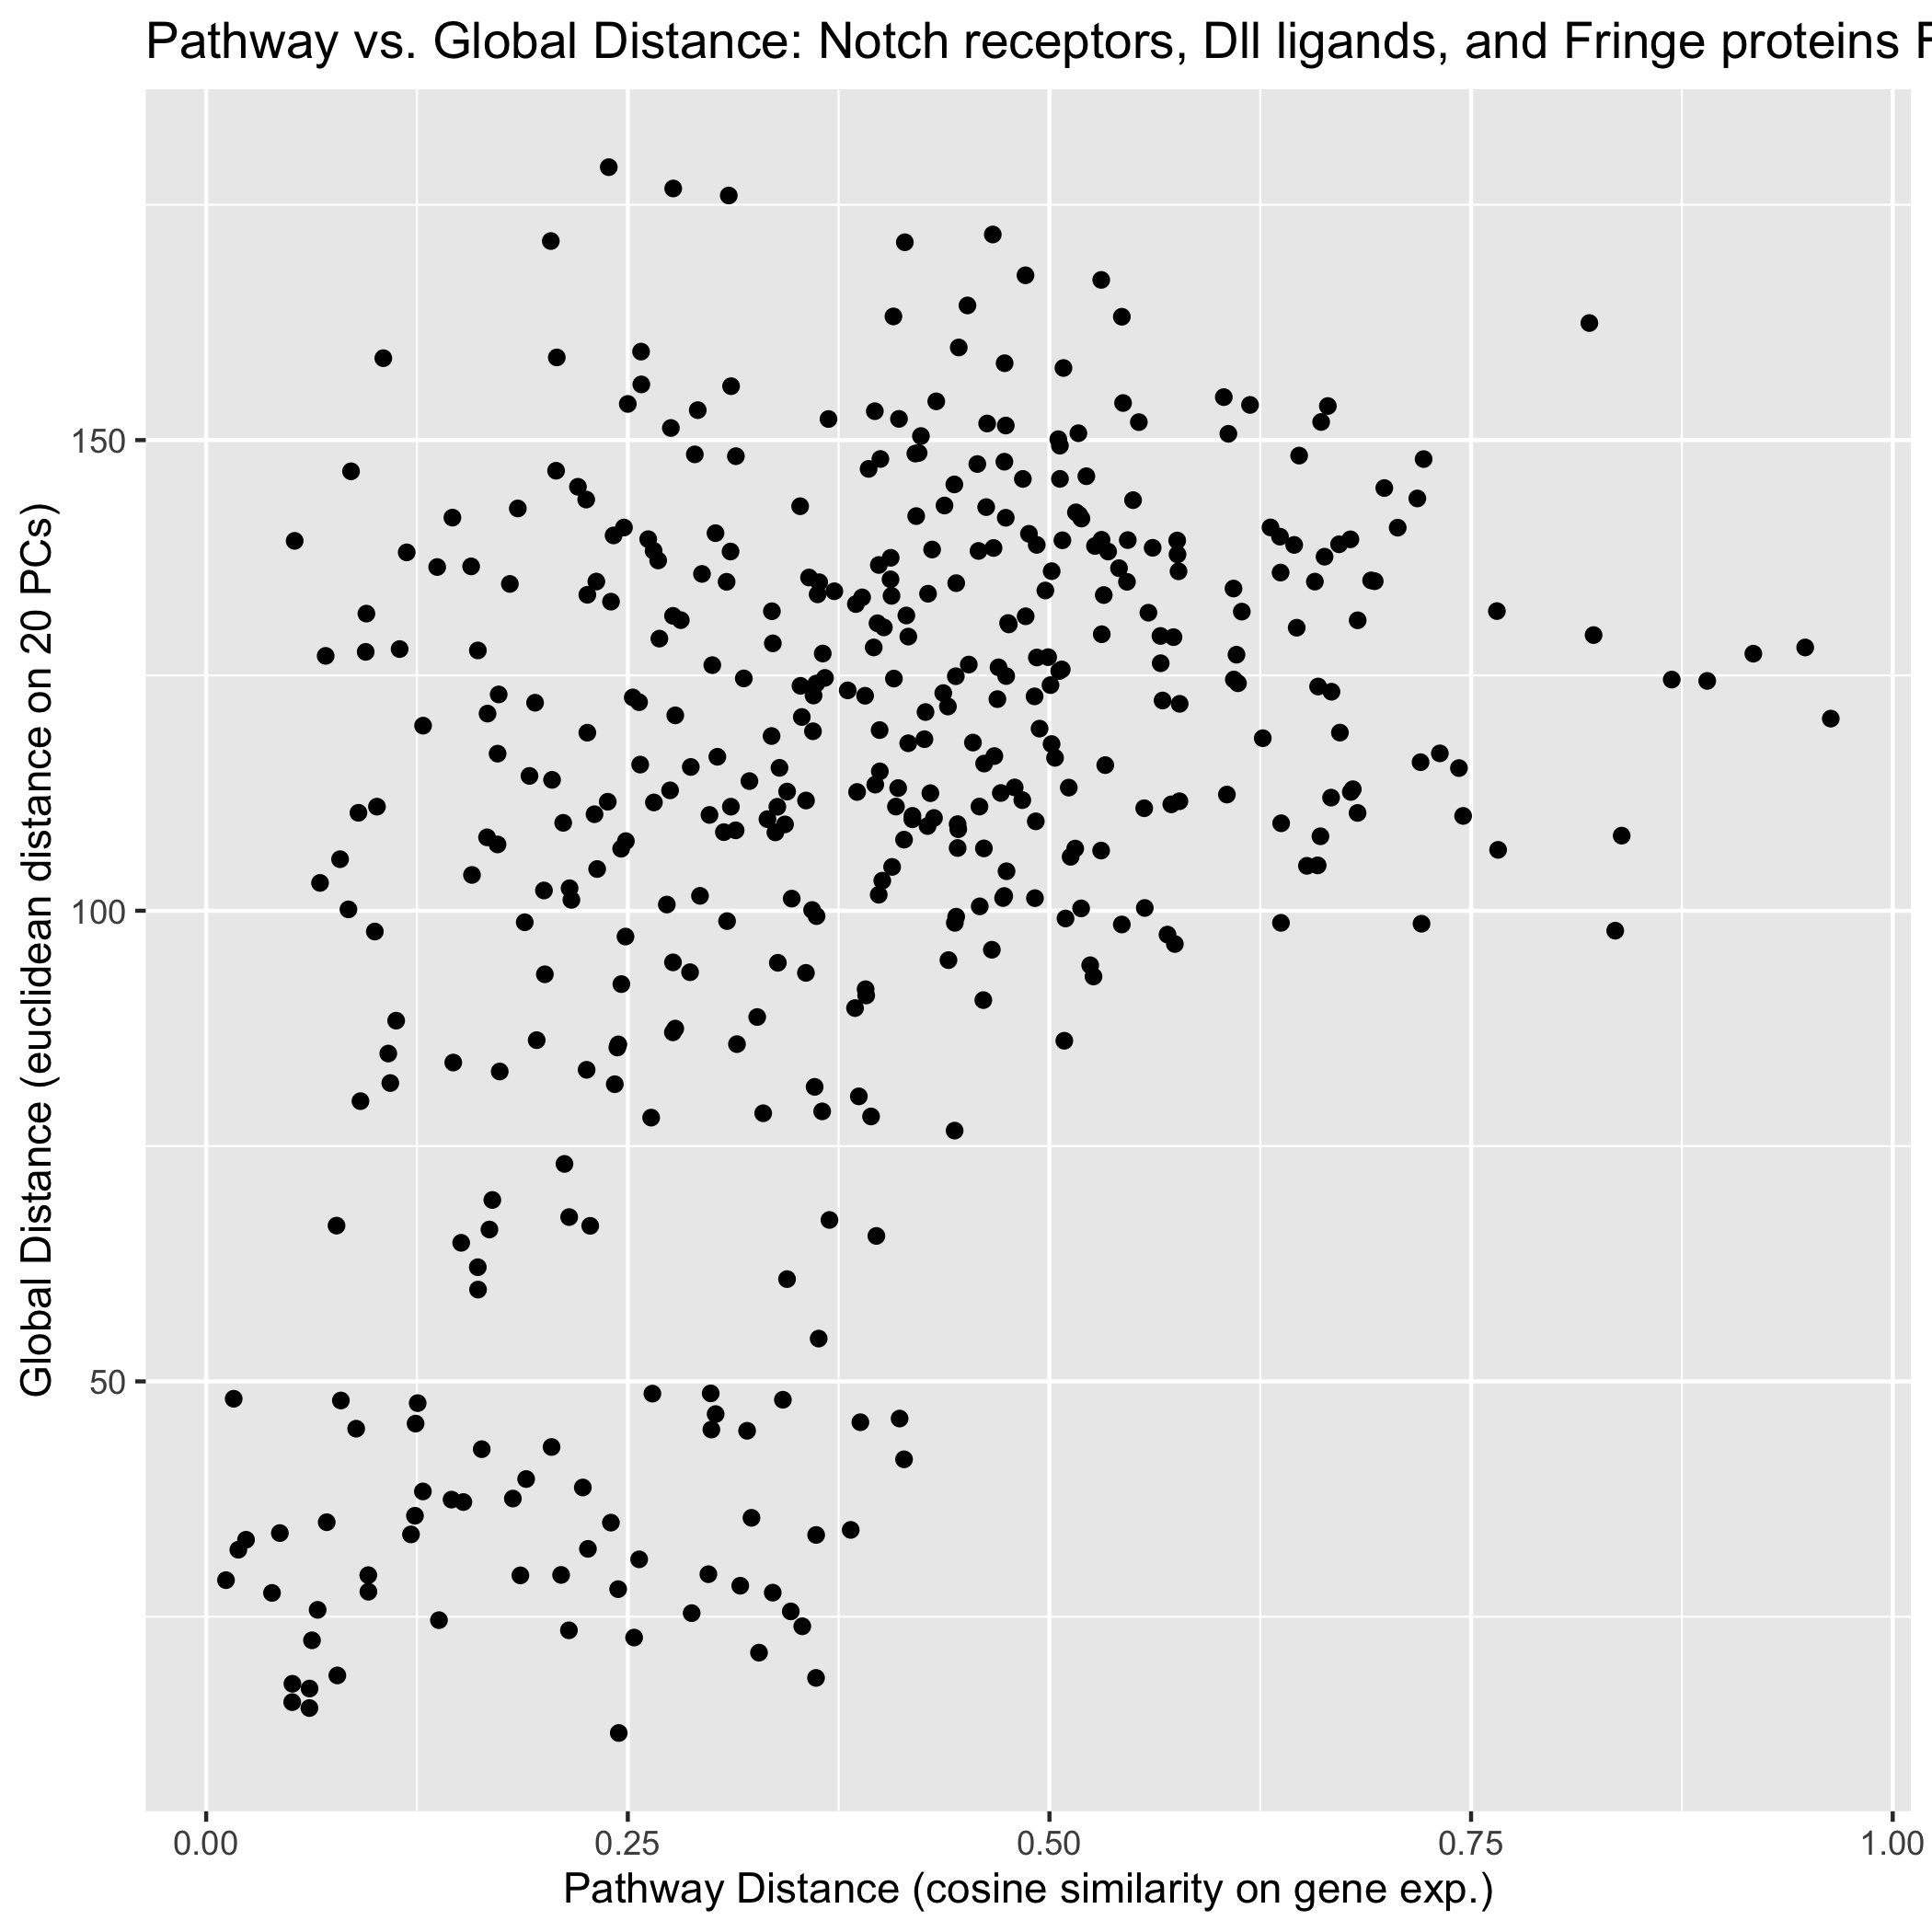 Pathway vs. Global Distance: Notch receptors, Dll ligands, and Fringe proteins
Global Distance (euclidean distance on 20 PCs)
150
100
50
0.00 0.25 0.50 0.75 1.00
Pathway Distance (cosine similarity on gene exp.)